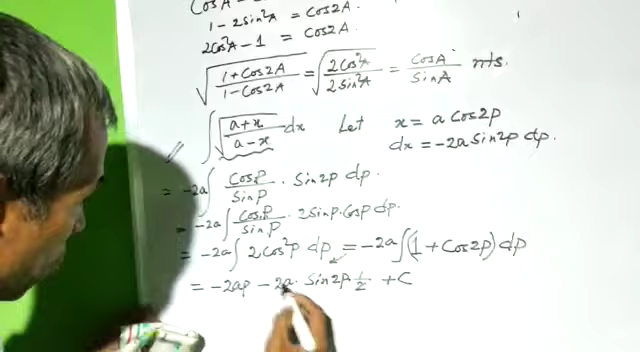 CosA
1 - 2sin²A = Cos2A.
2Cos²A - 1 = Cos2A.
√((1+Cos2A)/(1-Cos2A)) = √((2Cos²A)/(2Sin²A)) = CosA/SinA
∫ √((a+x)/(a-x)) dx Let x = a Cos2p
dx = -2a Sin2p dp.
= -2a ∫ CosP/SinP · Sin2p dp.
= -2a ∫ CosP/SinP · 2SinP·CosP dp.
= -2a ∫ 2Cos²p dp = -2a ∫ (1 + Cos2p) dp
= -2ap - 2a· Sin2p 1/2 + C